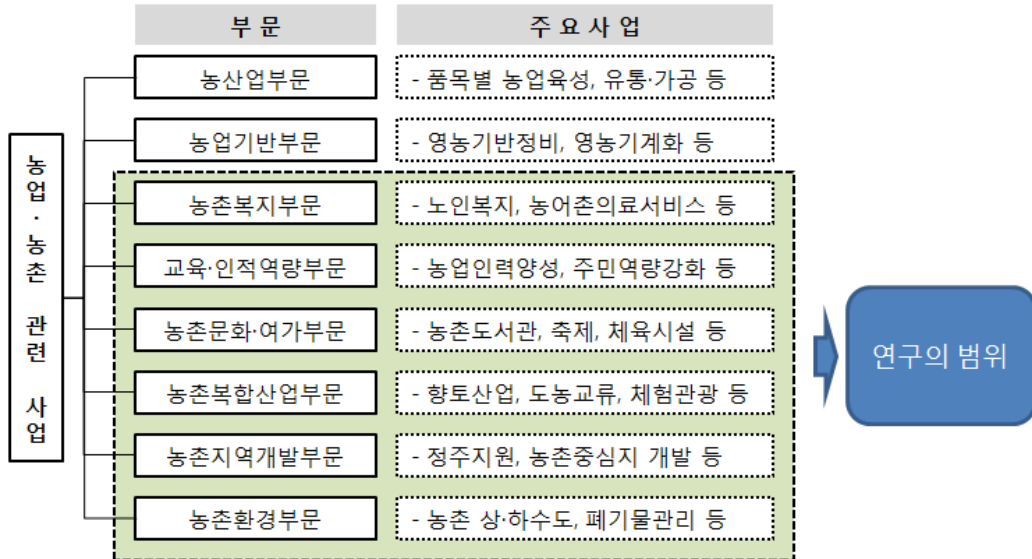 부 문 주 요 사 업
농업·농촌 관련 사업
농산업부문 - 품목별 농업육성, 유통·가공 등
농업기반부문 - 영농기반정비, 영농기계화 등
농촌복지부문 - 노인복지, 농어촌의료서비스 등
교육·인적역량부문 - 농업인력양성, 주민역량강화 등
농촌문화·여가부문 - 농촌도서관, 축제, 체육시설 등
농촌복합산업부문 - 향토산업, 도농교류, 체험관광 등
농촌지역개발부문 - 정주지원, 농촌중심지 개발 등
농촌환경부문 - 농촌 상·하수도, 폐기물관리 등
연구의 범위